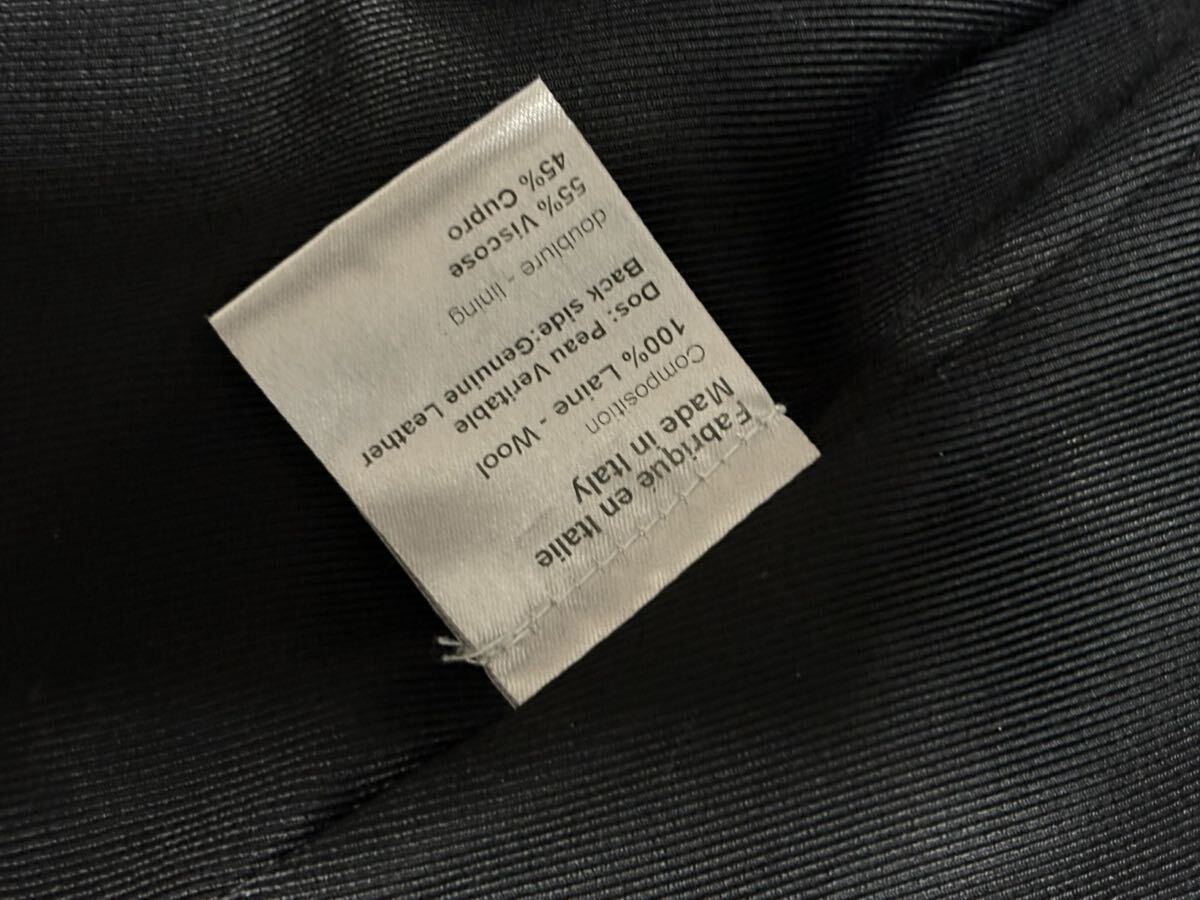 Fabriqué en Italie
Made in Italy
Composition :
100% Laine - Wool
Dos: Peau Veritable
Back side:Genuine Leather
doublure - lining :
55% Viscose
45% Cupro